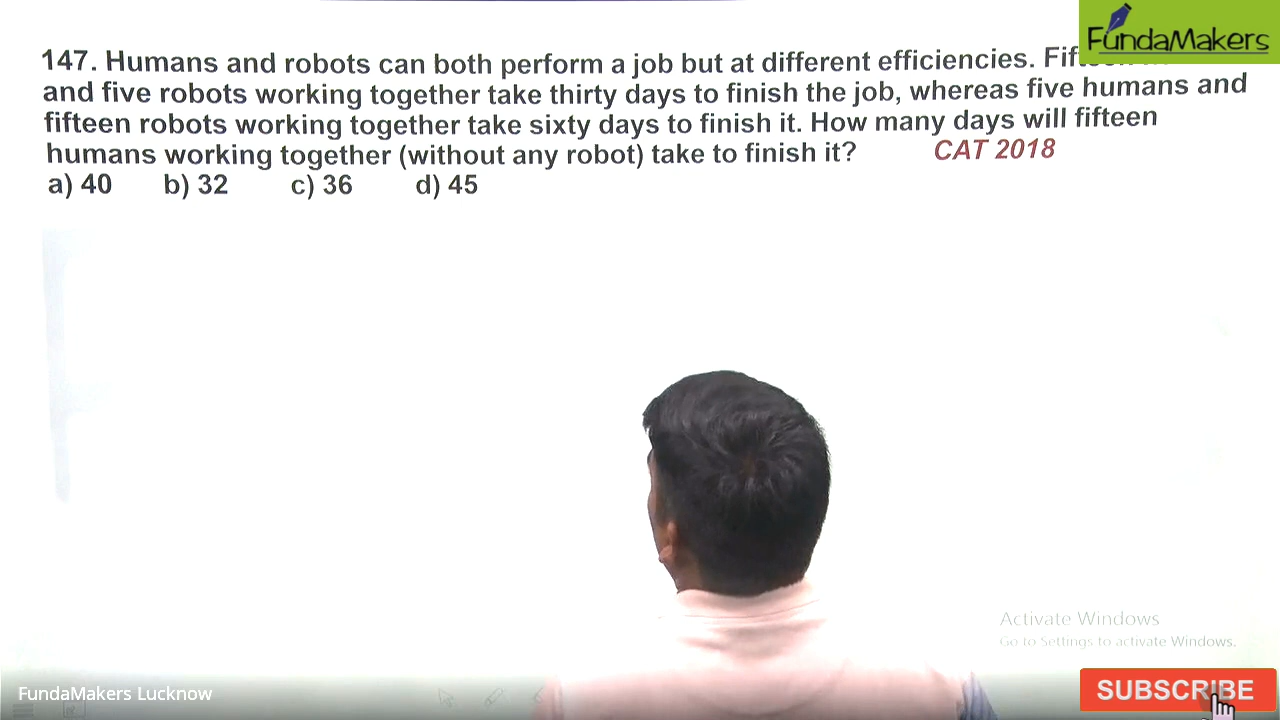 FundaMakers
147. Humans and robots can both perform a job but at different efficiencies.
and five robots working together take thirty days to finish the job, whereas five humans and
fifteen robots working together take sixty days to finish it. How many days will fifteen
humans working together (without any robot) take to finish it? CAT 2018
a) 40 b) 32 c) 36 d) 45
Activate Windows
Go to Settings to activate Windows.
FundaMakers Lucknow
SUBSCRIBE